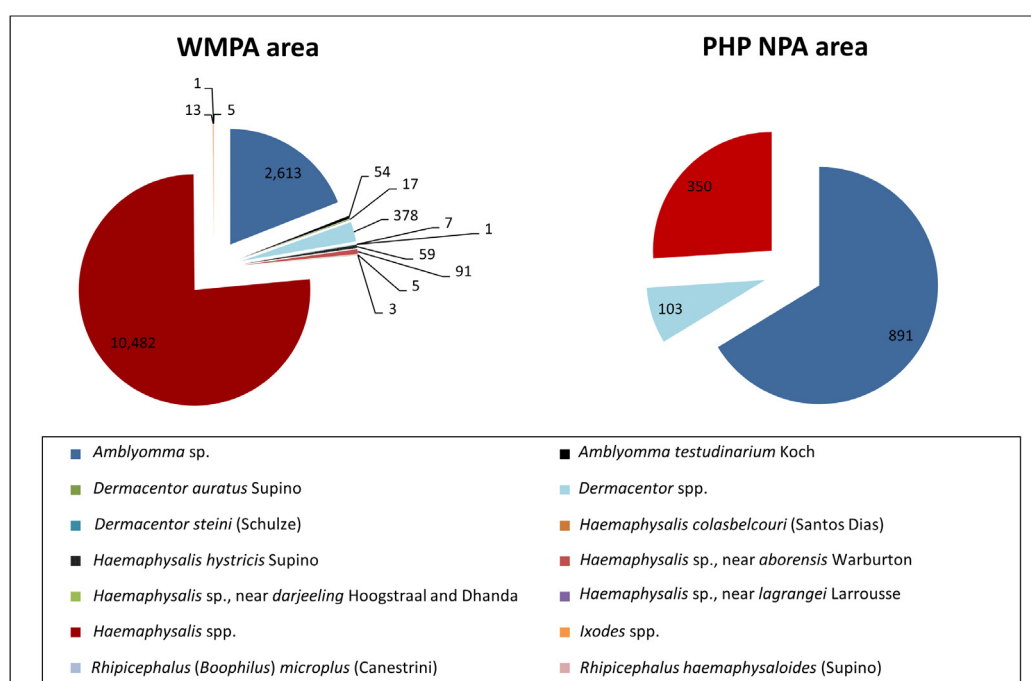 WMPA area
PHP NPA area
1
13
5
2,613
54
17
378
7
1
59
91
5
3
10,482
350
103
891
Amblyomma sp.
Amblyomma testudinarium Koch
Dermacentor auratus Supino
Dermacentor spp.
Dermacentor steini (Schulze)
Haemaphysalis colasbelcouri (Santos Dias)
Haemaphysalis hystricis Supino
Haemaphysalis sp., near aborensis Warburton
Haemaphysalis sp., near darjeeling Hoogstraal and Dhanda
Haemaphysalis sp., near lagrangei Larrousse
Haemaphysalis spp.
Ixodes spp.
Rhipicephalus (Boophilus) microplus (Canestrini)
Rhipicephalus haemaphysaloides (Supino)